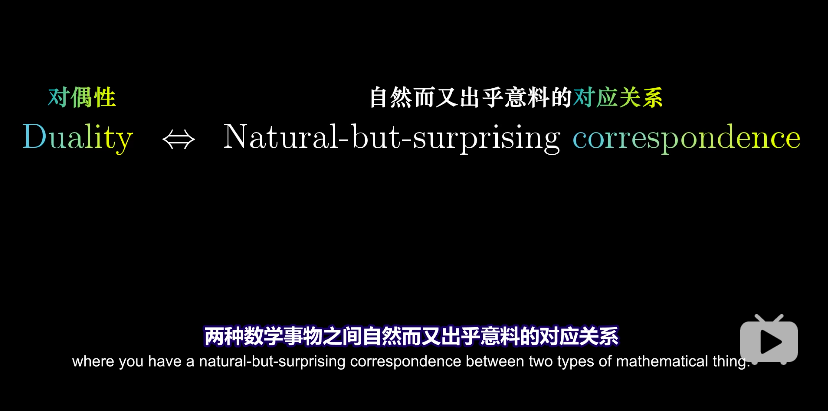 对偶性 自然而又出乎意料的对应关系
Duality ⇔ Natural-but-surprising correspondence
两种数学事物之间自然而又出乎意料的对应关系
where you have a natural-but-surprising correspondence between two types of mathematical thing.